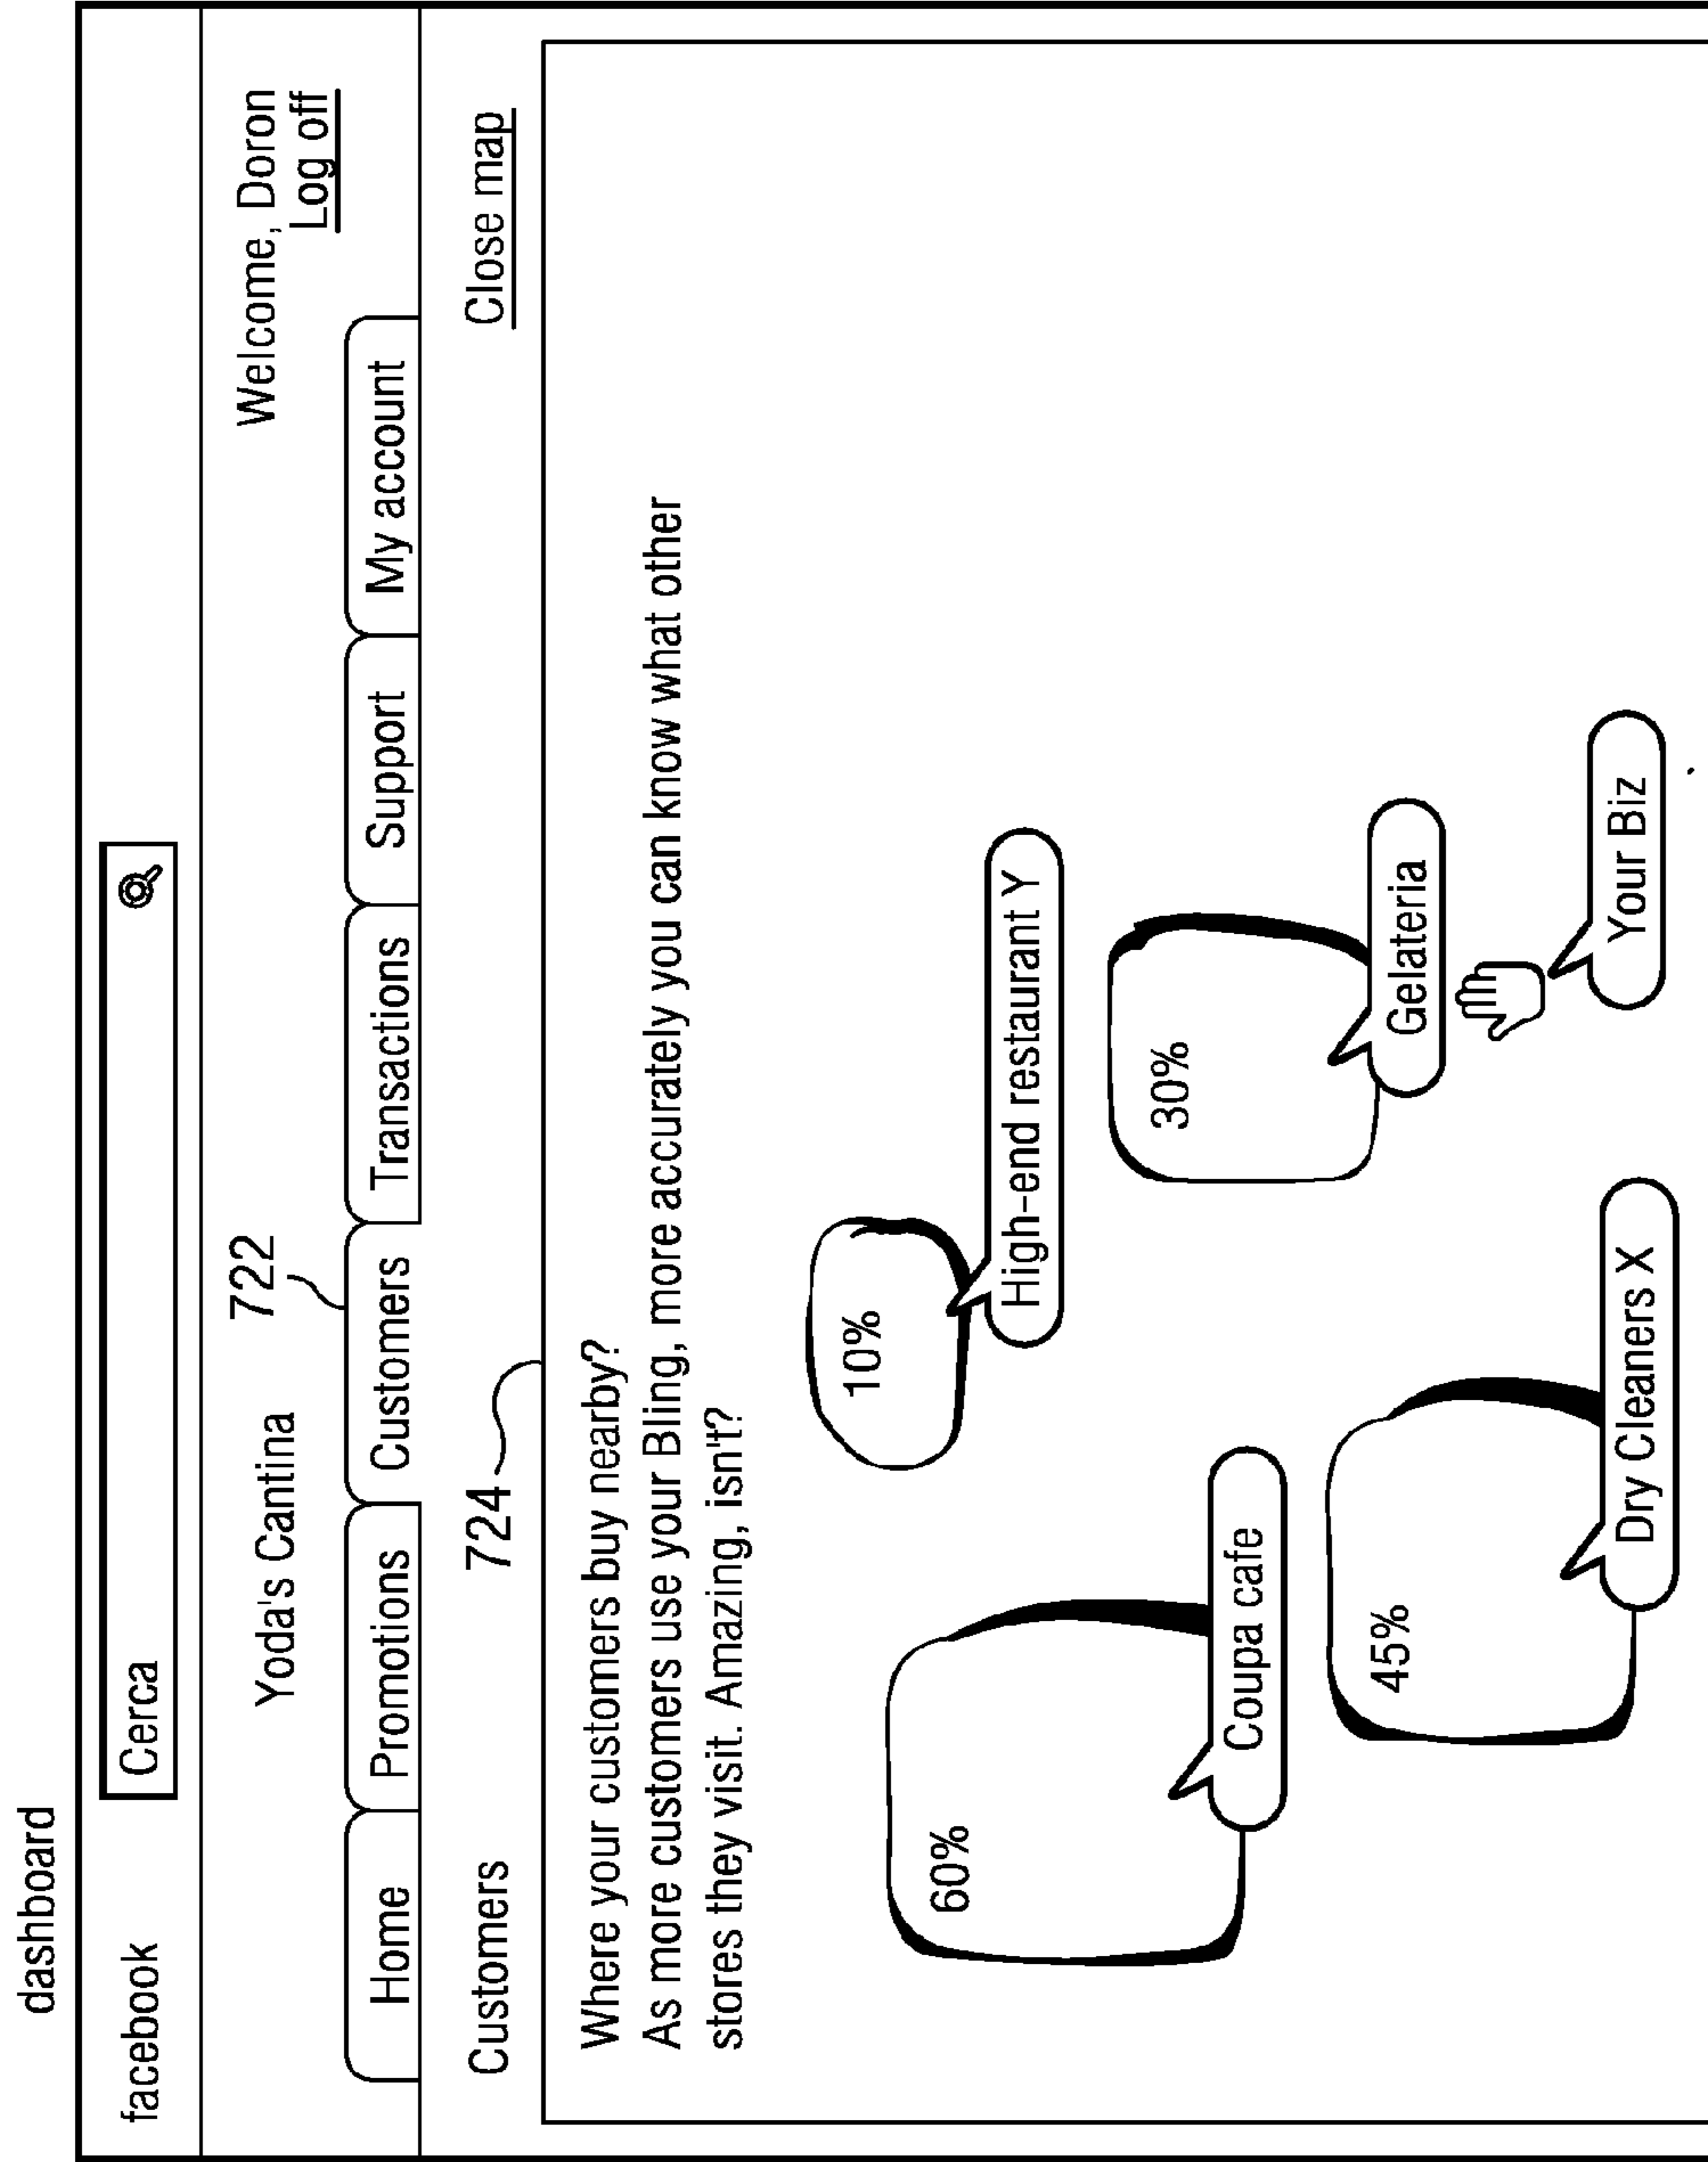 dashboard
facebook
Cerca
Yoda's Cantina
722
Welcome, Doron
Log off
Home
Promotions
Customers
Transactions
Support
My account
Customers
724
Close map
Where your customers buy nearby?
As more customers use your Bling, more accurately you can know what other
stores they visit. Amazing, isn't?
10%
High-end restaurant Y
60%
Coupa cafe
30%
Gelateria
45%
Dry Cleaners X
Your Biz